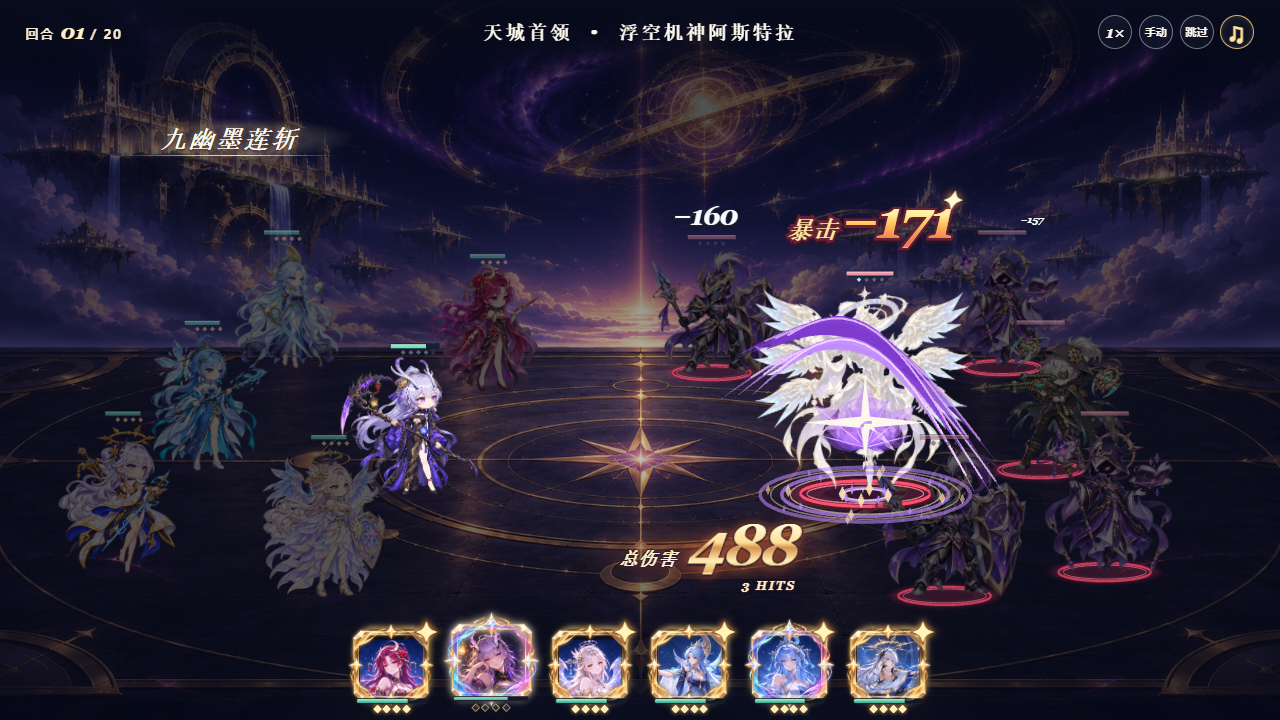 回合 01 / 20
天城首领 · 浮空机神阿斯特拉
1×
手动
跳过
九幽墨莲斩
-160
暴击 -171
-157
总伤害 488
3 HITS